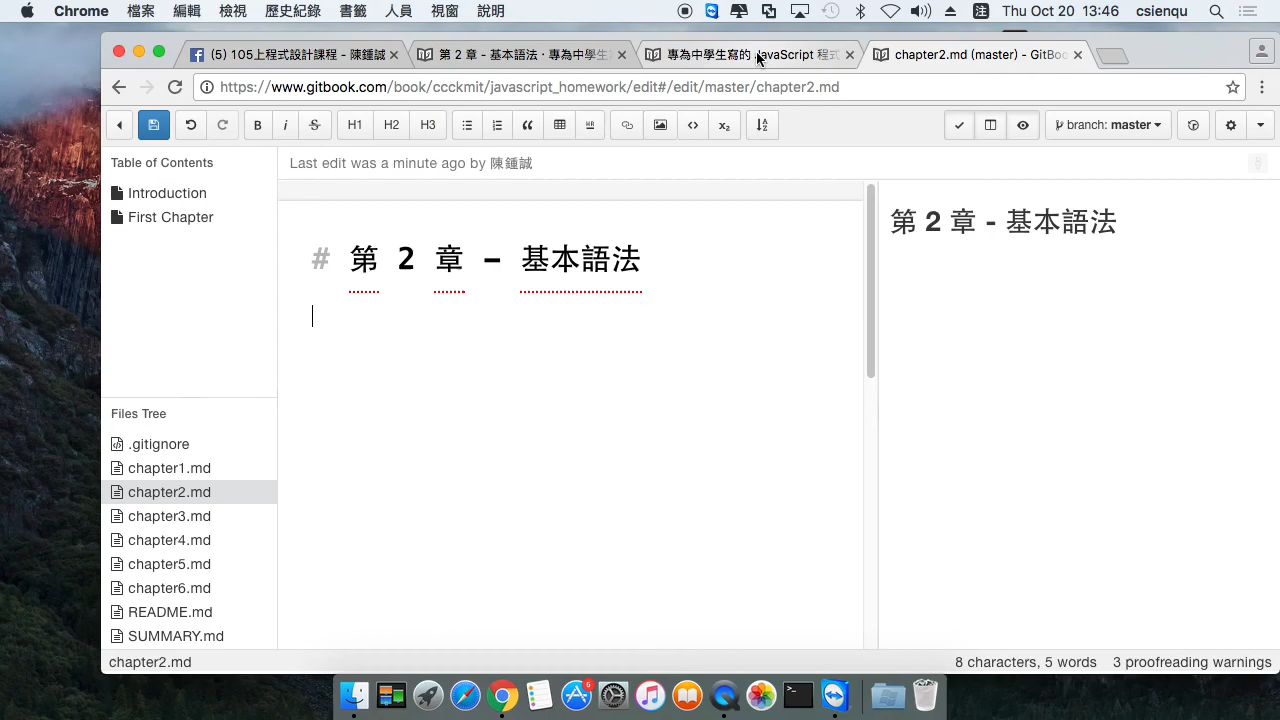 Chrome 檔案 編輯 檢視 歷史紀錄 書籤 人員 視窗 說明 注 Thu Oct 20 13:46 csienqu
(5) 105上程式設計課程 - 陳鍾誠
第 2 章 - 基本語法 · 專為中學生
專為中學生寫的 JavaScript 程式
chapter2.md (master) - GitBoo
https://www.gitbook.com/book/ccckmit/javascript_homework/edit#/edit/master/chapter2.md
B i S H1 H2 H3 branch: master
Table of Contents
Last edit was a minute ago by 陳鍾誠
Introduction
First Chapter
# 第 2 章 - 基本語法
第 2 章 - 基本語法
Files Tree
.gitignore
chapter1.md
chapter2.md
chapter3.md
chapter4.md
chapter5.md
chapter6.md
README.md
SUMMARY.md
chapter2.md
8 characters, 5 words 3 proofreading warnings
6